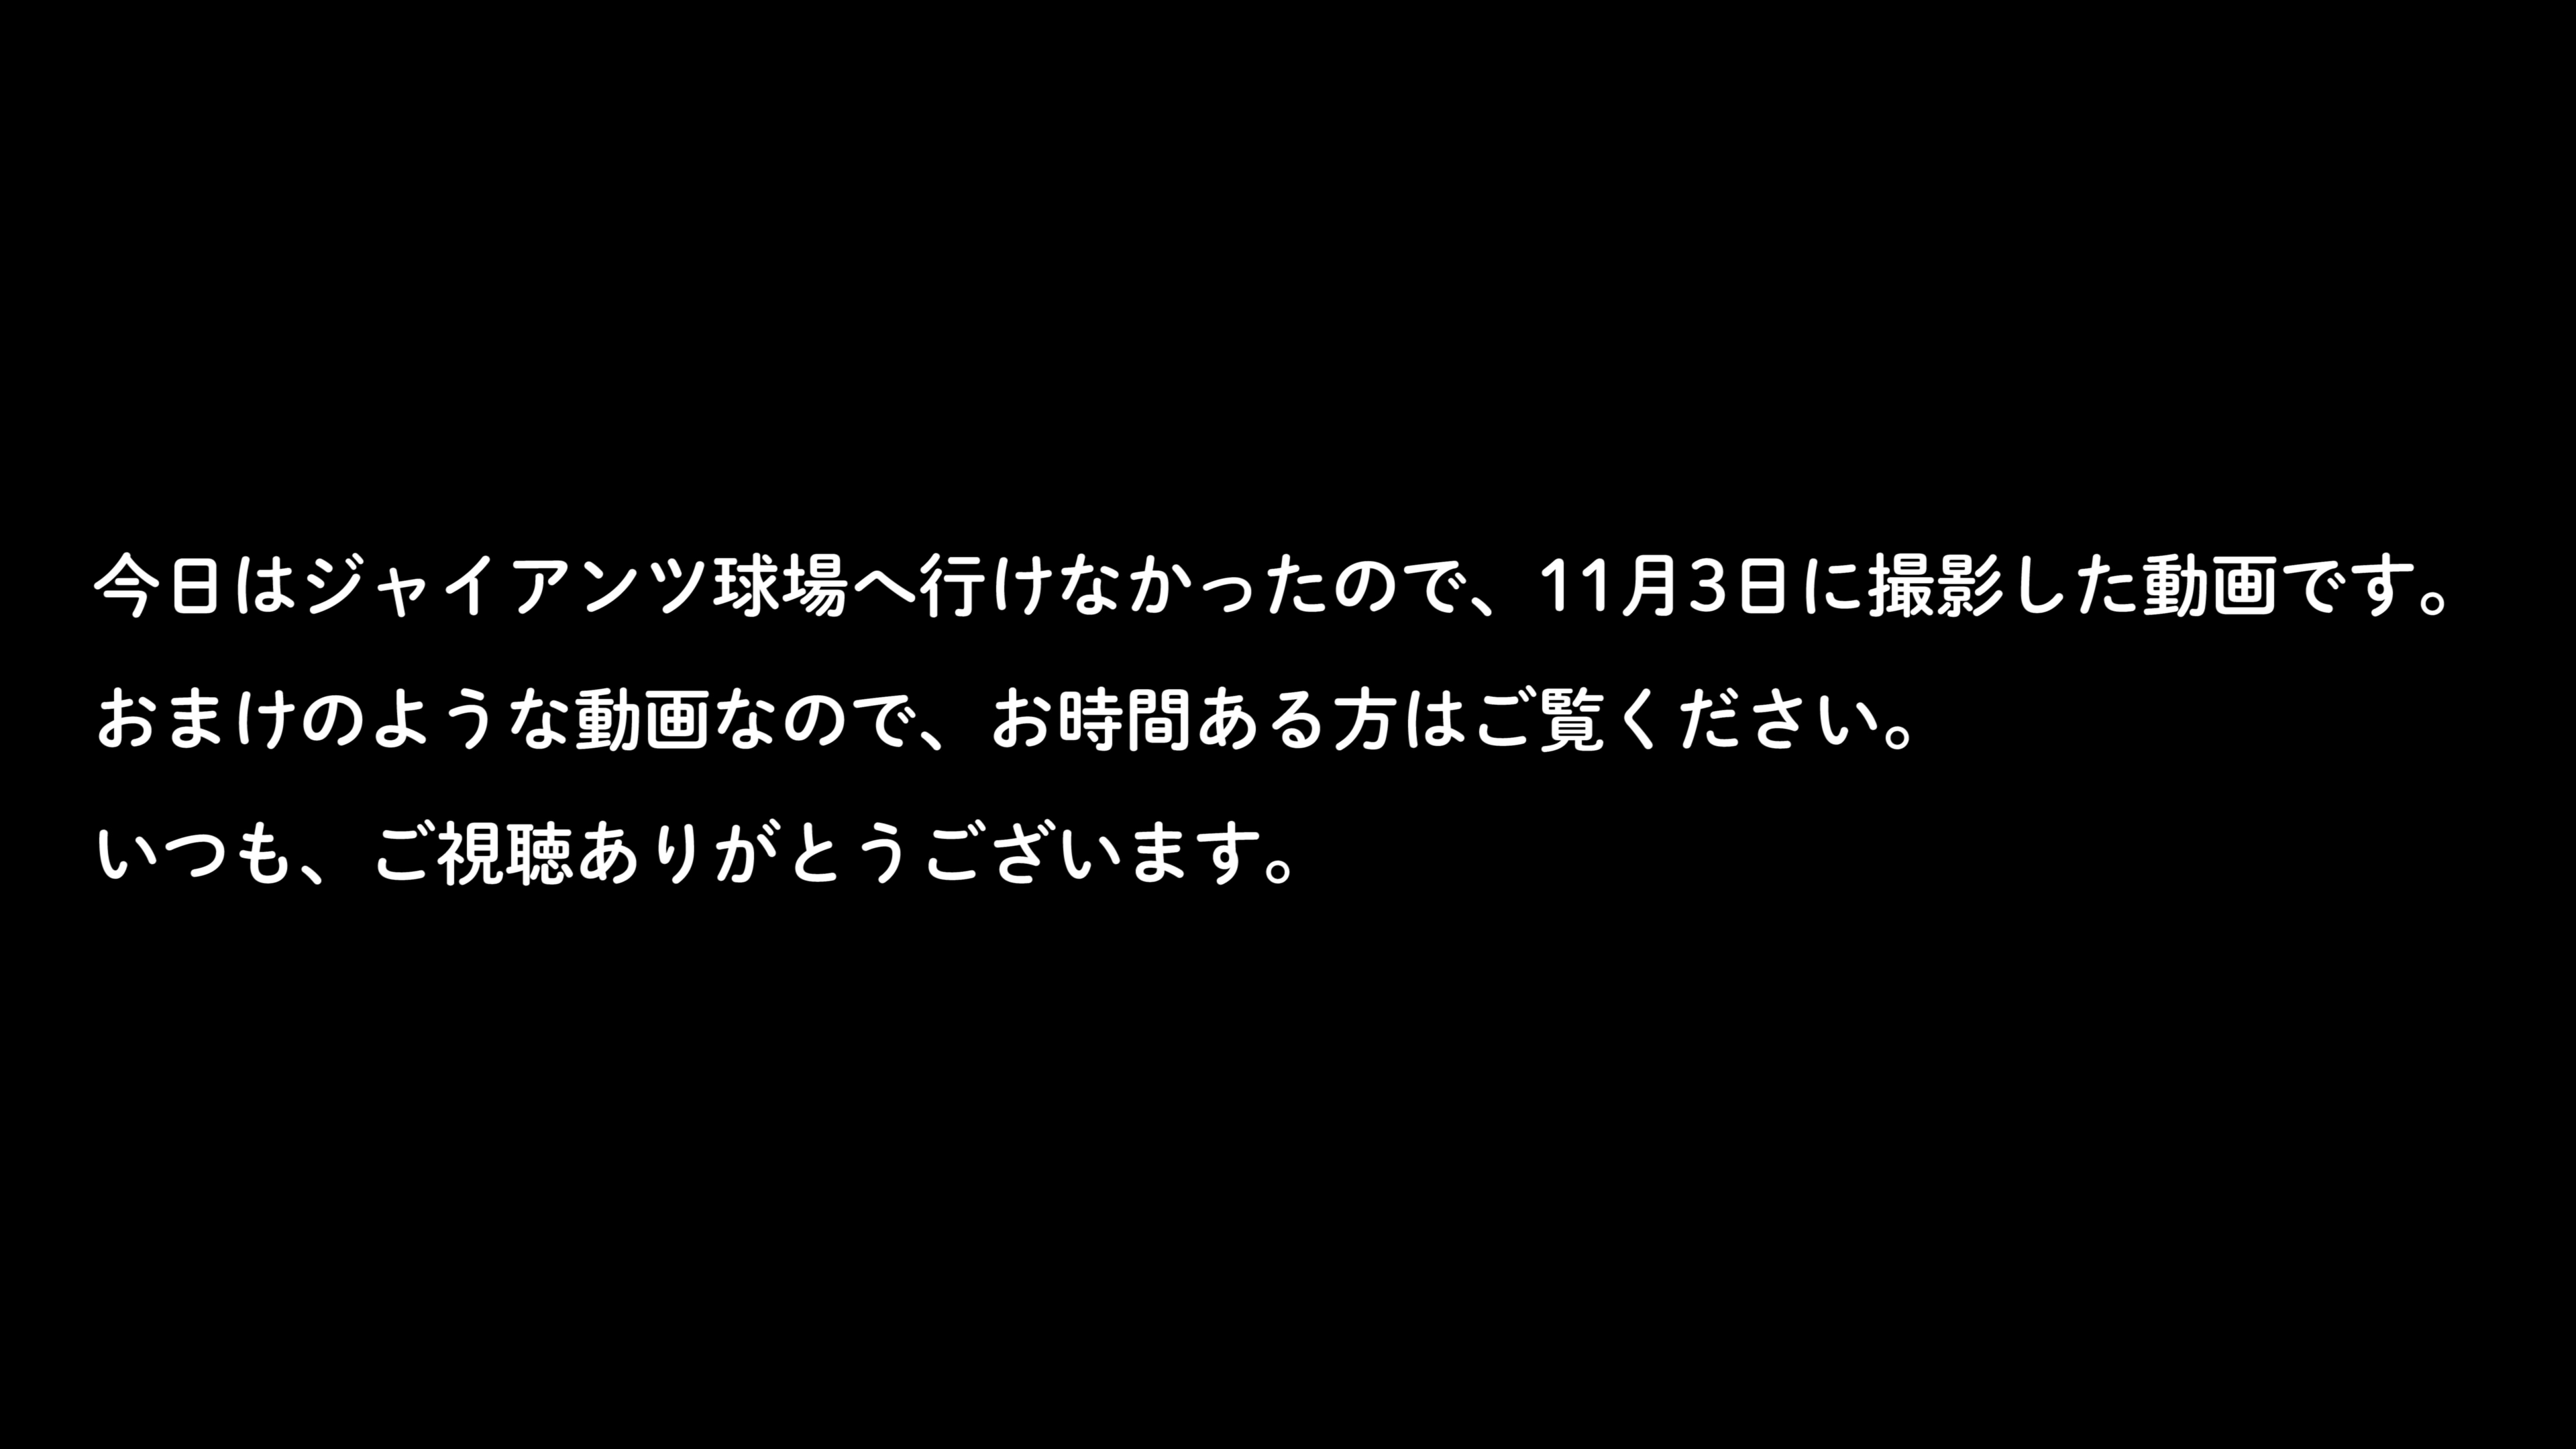 今日はジャイアンツ球場へ行けなかったので、11月3日に撮影した動画です。
おまけのような動画なので、お時間ある方はご覧ください。
いつも、ご視聴ありがとうございます。